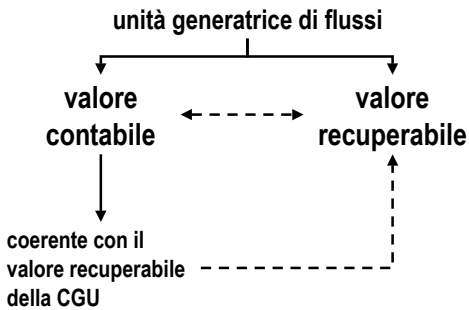 unità generatrice di flussi
valore
contabile
valore
recuperabile
coerente con il
valore recuperabile
della CGU